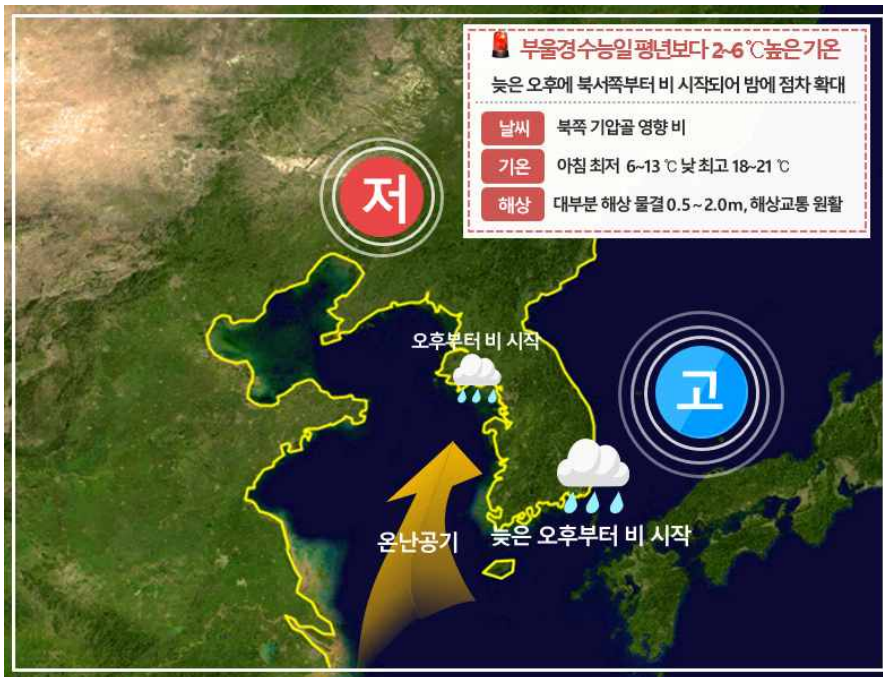 부울경 수능일 평년보다 2~6℃ 높은 기온
늦은 오후에 북서쪽부터 비 시작되어 밤에 점차 확대
날씨 북쪽 기압골 영향 비
기온 아침 최저 6~13 ℃ 낮 최고 18~21 ℃
해상 대부분 해상 물결 0.5 ~ 2.0m, 해상교통 원활
저
오후부터 비 시작
고
온난공기
늦은 오후부터 비 시작